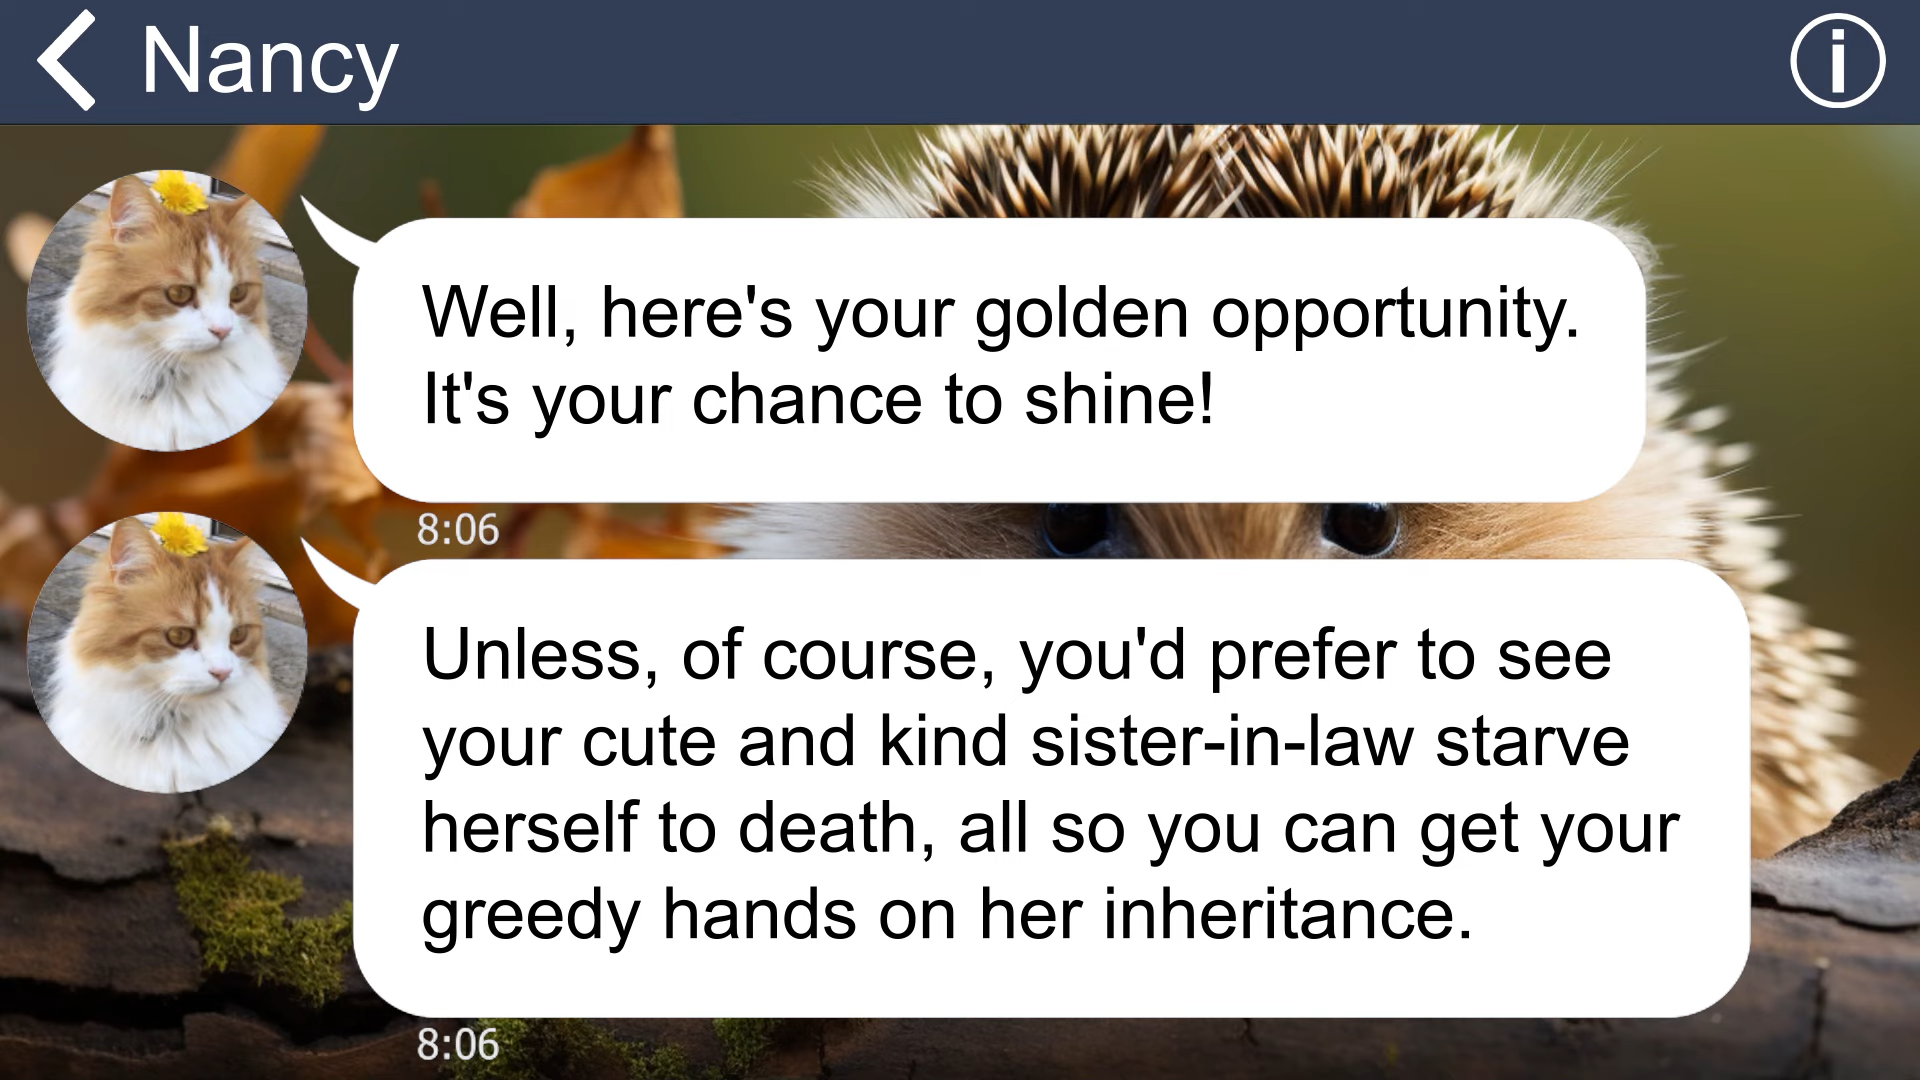 Nancy
Well, here's your golden opportunity.
It's your chance to shine!
8:06
Unless, of course, you'd prefer to see
your cute and kind sister-in-law starve
herself to death, all so you can get your
greedy hands on her inheritance.
8:06